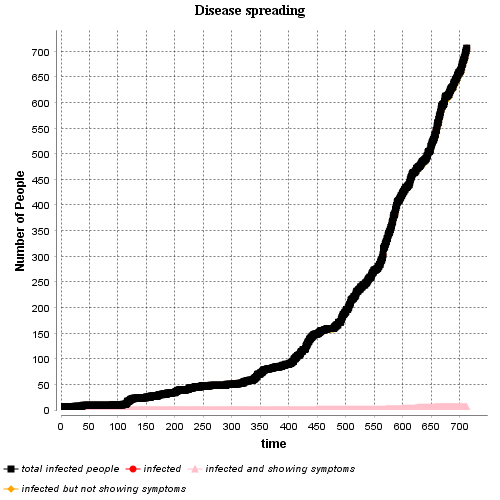 Disease spreading
Number of People
700
650
600
550
500
450
400
350
300
250
200
150
100
50
0
0 50 100 150 200 250 300 350 400 450 500 550 600 650 700
time
total infected people infected infected and showing symptoms
infected but not showing symptoms